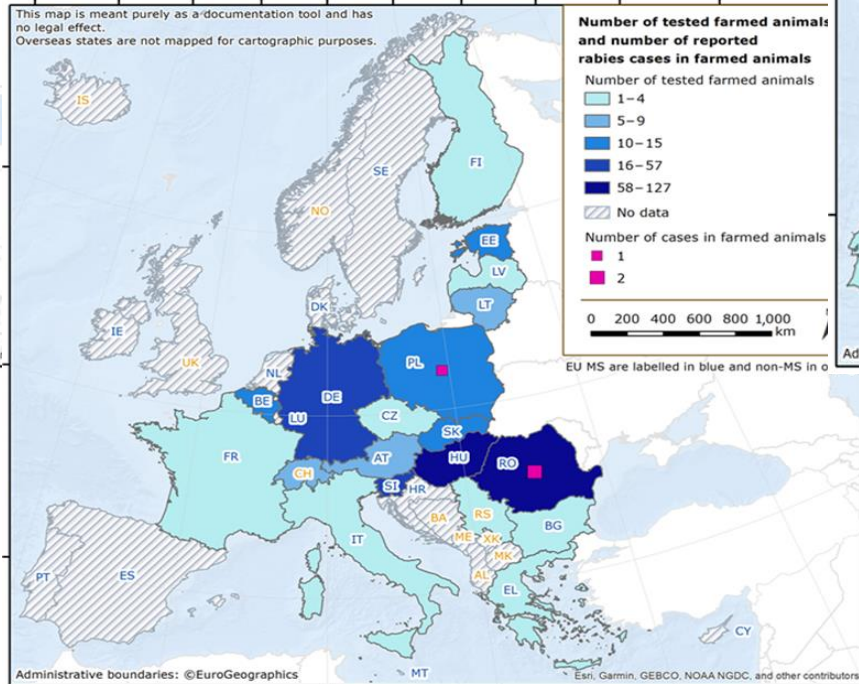 This map is meant purely as a documentation tool and has
no legal effect.
Overseas states are not mapped for cartographic purposes.
Number of tested farmed animals
and number of reported
rabies cases in farmed animals
Number of tested farmed animals
1–4
5–9
10–15
16–57
58–127
No data
Number of cases in farmed animals
1
2
0 200 400 600 800 1,000
km
EU MS are labelled in blue and non-MS in o
Ad
IS
FI
SE
NO
EE
LV
LT
DK
IE
UK
NL
PL
DE
BE
LU
CZ
SK
FR
AT
HU
RO
CH
SI
HR
BA
RS
IT
BG
ME
XK
MK
AL
EL
PT
ES
CY
MT
Administrative boundaries: ©EuroGeographics
Esri, Garmin, GEBCO, NOAA NGDC, and other contributors